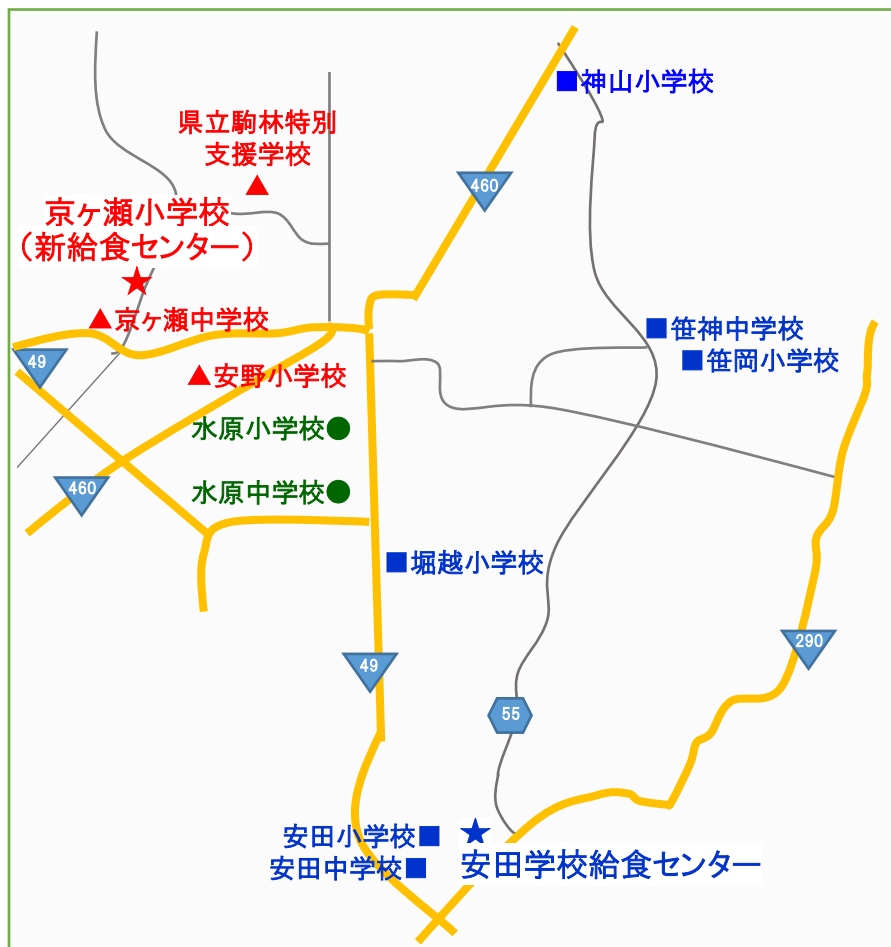 神山小学校
県立駒林特別
支援学校
460
京ヶ瀬小学校
（新給食センター）
京ヶ瀬中学校
笹神中学校
49
笹岡小学校
安野小学校
水原小学校
460
水原中学校
堀越小学校
290
49
55
安田小学校
安田学校給食センター
安田中学校